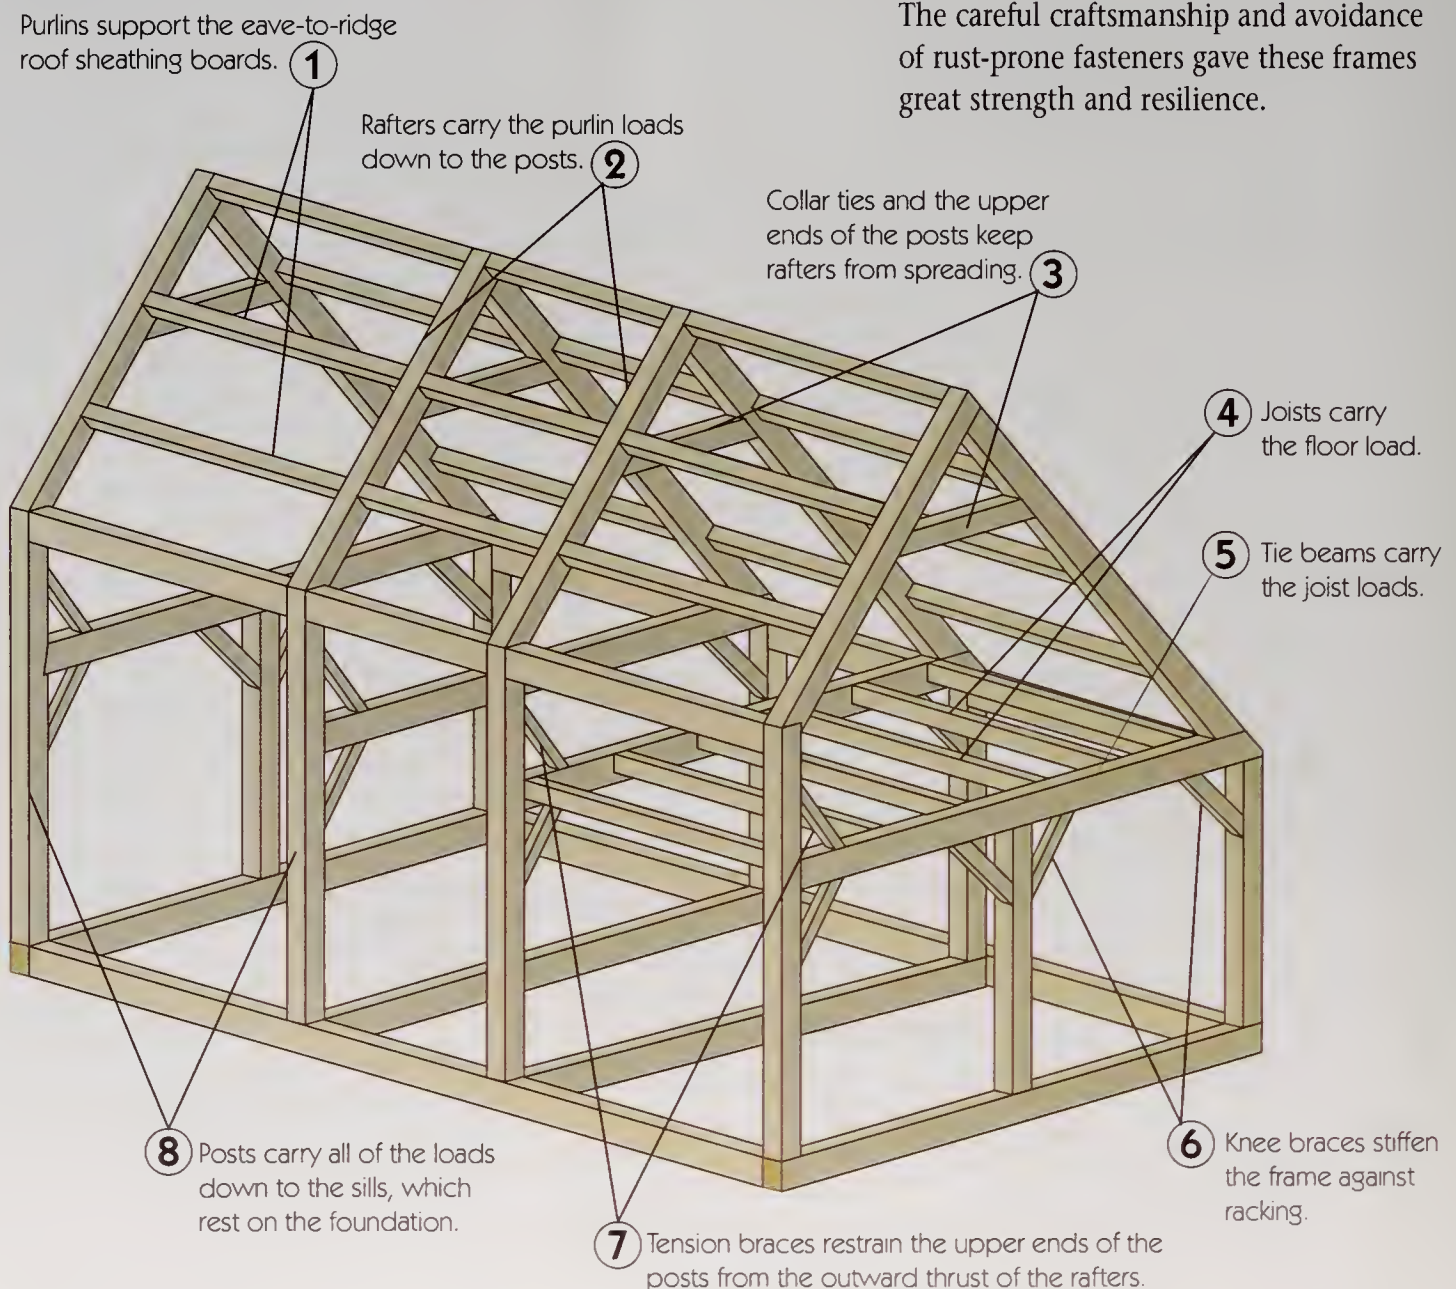 The careful craftsmanship and avoidance
of rust-prone fasteners gave these frames
great strength and resilience.
Purlins support the eave-to-ridge
roof sheathing boards. 1
Rafters carry the purlin loads
down to the posts. 2
Collar ties and the upper
ends of the posts keep
rafters from spreading. 3
4 Joists carry
the floor load.
5 Tie beams carry
the joist loads.
6 Knee braces stiffen
the frame against
racking.
7 Tension braces restrain the upper ends of the
posts from the outward thrust of the rafters.
8 Posts carry all of the loads
down to the sills, which
rest on the foundation.